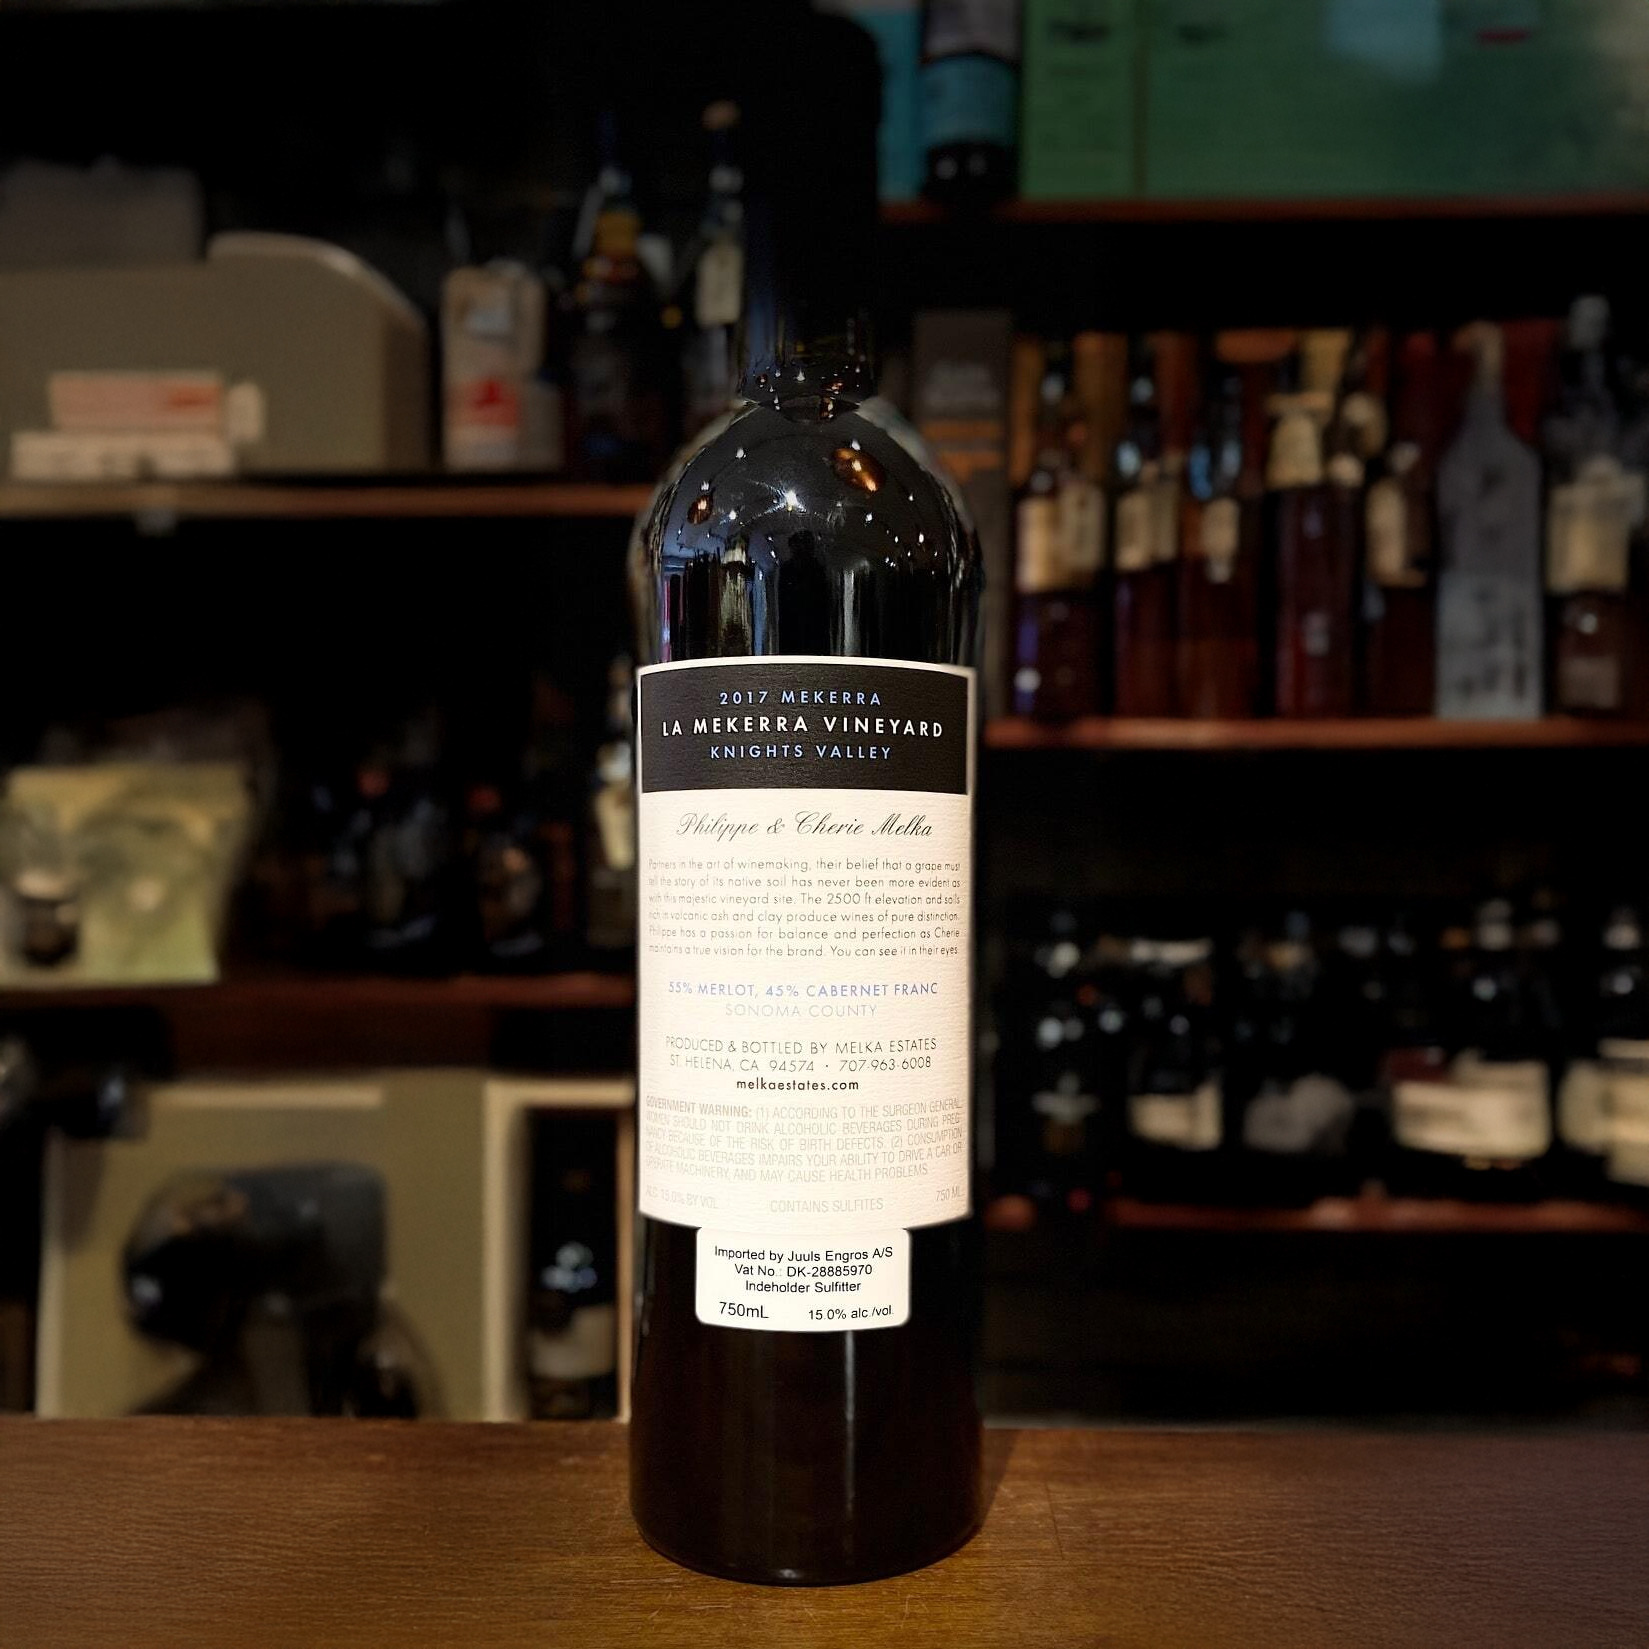 2017 MEKERRA
LA MEKERRA VINEYARD
KNIGHTS VALLEY
Philippe & Cherie Melka
Partners in the art of winemaking, their belief that a grape must
tell the story of its native soil has never been more evident as
with this majestic vineyard site. The 2500 ft elevation and soils
rich in volcanic ash and clay produce wines of pure distinction.
Philippe has a passion for balance and perfection as Cherie
maintains a true vision for the brand. You can see it in their eyes.
55% MERLOT, 45% CABERNET FRANC
SONOMA COUNTY
PRODUCED & BOTTLED BY MELKA ESTATES
ST. HELENA, CA 94574 • 707-963-6008
melkaestates.com
GOVERNMENT WARNING: (1) ACCORDING TO THE SURGEON GENERAL,
WOMEN SHOULD NOT DRINK ALCOHOLIC BEVERAGES DURING PREG-
NANCY BECAUSE OF THE RISK OF BIRTH DEFECTS. (2) CONSUMPTION
OF ALCOHOLIC BEVERAGES IMPAIRS YOUR ABILITY TO DRIVE A CAR OR
OPERATE MACHINERY, AND MAY CAUSE HEALTH PROBLEMS.
ALC 15.0% BY VOL CONTAINS SULFITES 750 ML
Imported by Juuls Engros A/S
Vat No.: DK-28885970
Indeholder Sulfitter
750mL 15.0% alc./vol.